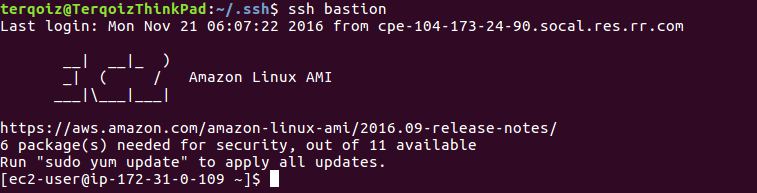 terqoiz@TerqoizThinkPad:~/.ssh$ ssh bastion
Last login: Mon Nov 21 06:07:22 2016 from cpe-104-173-24-90.socal.res.rr.com

       __|  __|_  )
       _|  (     /   Amazon Linux AMI
      ___|\___|___|

https://aws.amazon.com/amazon-linux-ami/2016.09-release-notes/
6 package(s) needed for security, out of 11 available
Run "sudo yum update" to apply all updates.
[ec2-user@ip-172-31-0-109 ~]$